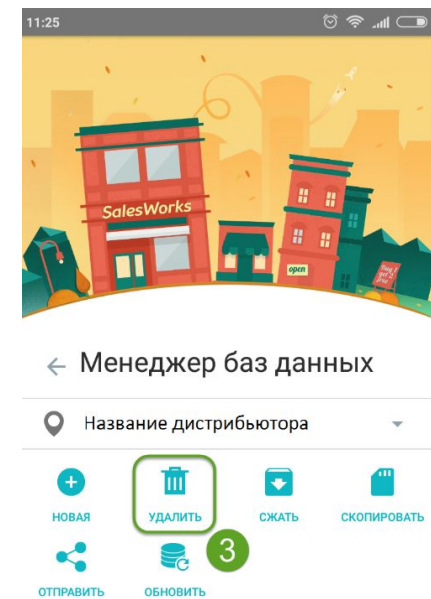 11:25
SalesWorks
open
Менеджер баз данных
Название дистрибьютора
НОВАЯ
УДАЛИТЬ
СЖАТЬ
СКОПИРОВАТЬ
3
ОТПРАВИТЬ
ОБНОВИТЬ